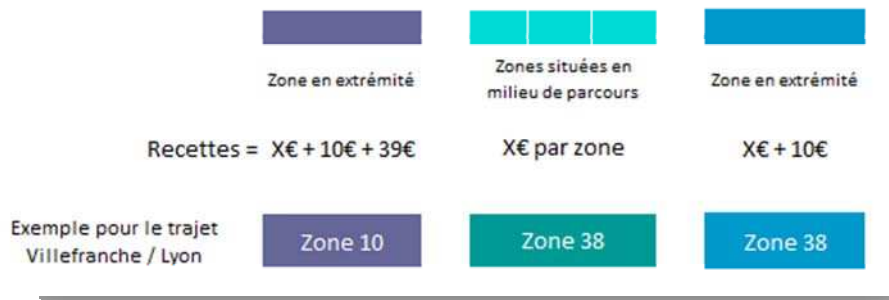 Zone en extrémité
Zones situées en
milieu de parcours
Zone en extrémité
Recettes = X€ + 10€ + 39€
X€ par zone
X€ + 10€
Exemple pour le trajet
Villefranche / Lyon
Zone 10
Zone 38
Zone 38